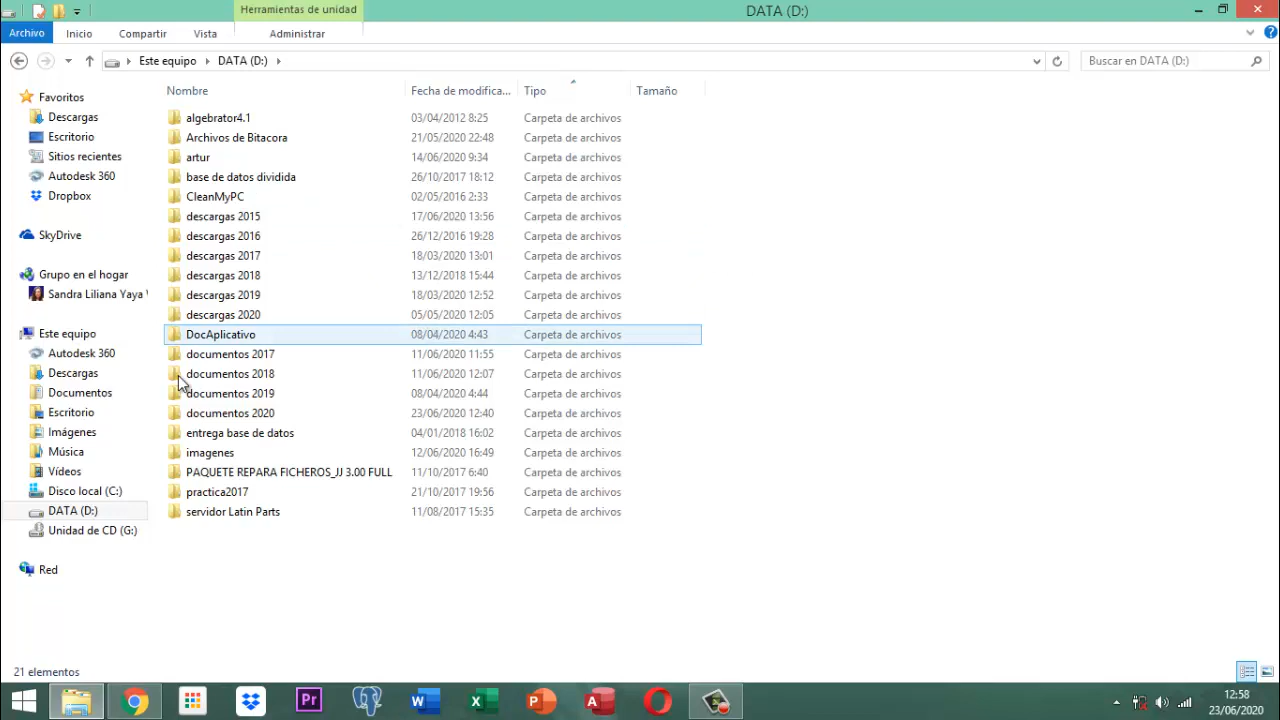 Herramientas de unidad
DATA (D:)
Archivo Inicio Compartir Vista Administrar
Este equipo DATA (D:) Buscar en DATA (D:)
Nombre Fecha de modifica... Tipo Tamaño
Favoritos
Descargas
Escritorio
Sitios recientes
Autodesk 360
Dropbox
SkyDrive
Grupo en el hogar
Sandra Liliana Yaya
Este equipo
Autodesk 360
Descargas
Documentos
Escritorio
Imágenes
Música
Vídeos
Disco local (C:)
DATA (D:)
Unidad de CD (G:)
Red
algebrator4.1 03/04/2012 8:25 Carpeta de archivos
Archivos de Bitacora 21/05/2020 22:48 Carpeta de archivos
artur 14/06/2020 9:34 Carpeta de archivos
base de datos dividida 26/10/2017 18:12 Carpeta de archivos
CleanMyPC 02/05/2016 2:33 Carpeta de archivos
descargas 2015 17/06/2020 13:56 Carpeta de archivos
descargas 2016 26/12/2016 19:28 Carpeta de archivos
descargas 2017 18/03/2020 13:01 Carpeta de archivos
descargas 2018 13/12/2018 15:44 Carpeta de archivos
descargas 2019 18/03/2020 12:52 Carpeta de archivos
descargas 2020 05/05/2020 12:05 Carpeta de archivos
DocAplicativo 08/04/2020 4:43 Carpeta de archivos
documentos 2017 11/06/2020 11:55 Carpeta de archivos
documentos 2018 11/06/2020 12:07 Carpeta de archivos
documentos 2019 08/04/2020 4:44 Carpeta de archivos
documentos 2020 23/06/2020 12:40 Carpeta de archivos
entrega base de datos 04/01/2018 16:02 Carpeta de archivos
imagenes 12/06/2020 16:49 Carpeta de archivos
PAQUETE REPARA FICHEROS_JJ 3.00 FULL 11/10/2017 6:40 Carpeta de archivos
practica2017 21/10/2017 19:56 Carpeta de archivos
servidor Latin Parts 11/08/2017 15:35 Carpeta de archivos
21 elementos
Pr
12:58
23/06/2020